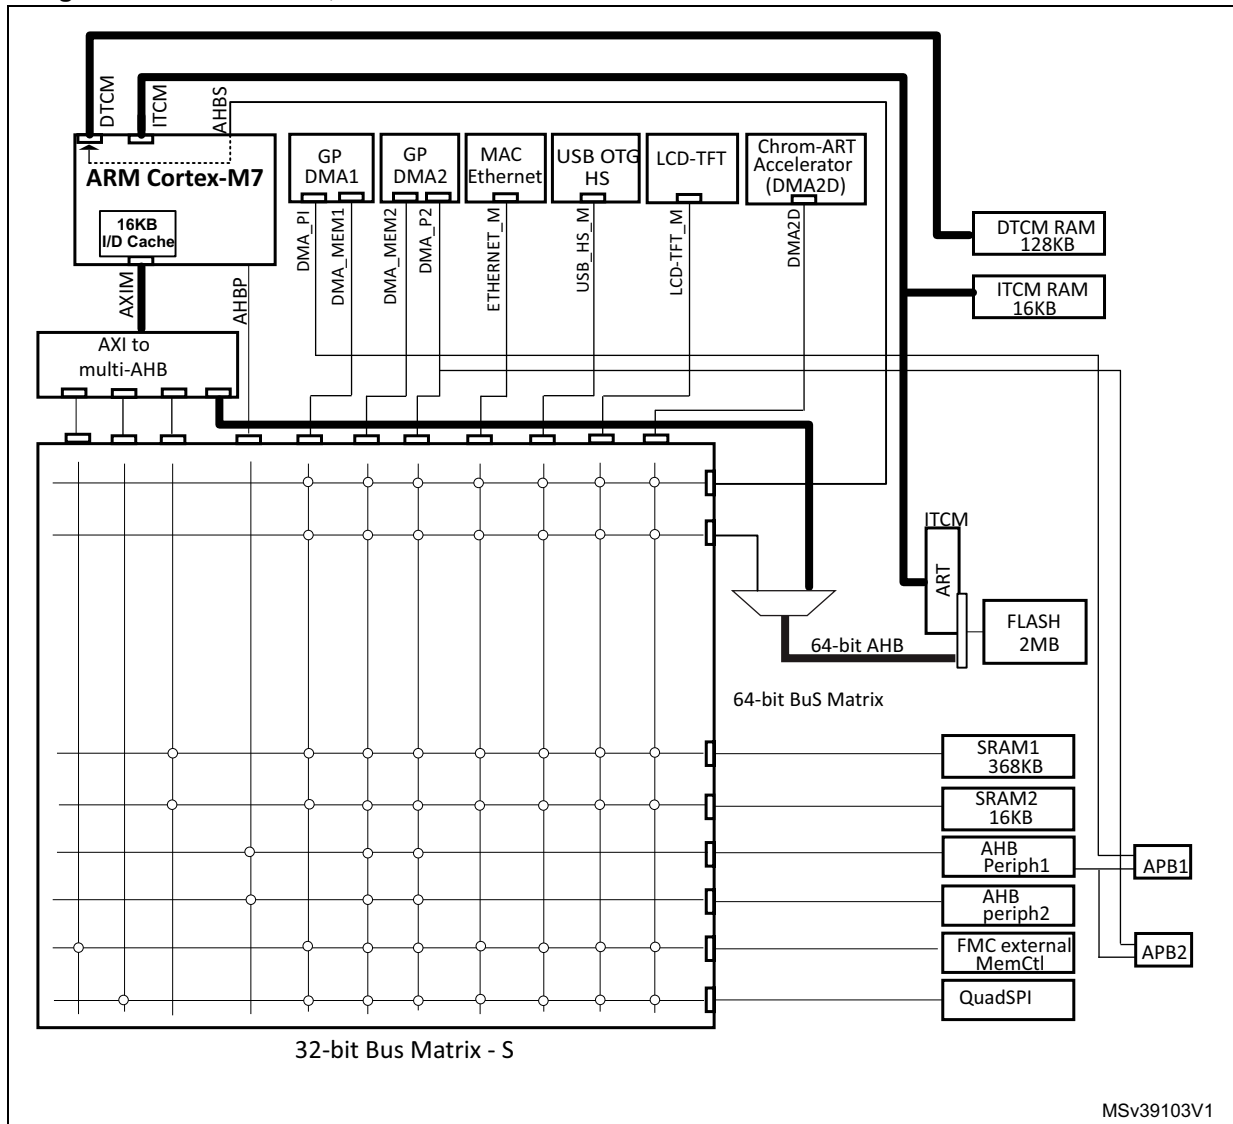 DTCM
ITCM
AHBS
ARM Cortex-M7
16KB
I/D Cache
AXIM
AHBP
GP
DMA1
GP
DMA2
MAC
Ethernet
USB OTG
HS
LCD-TFT
Chrom-ART
Accelerator
(DMA2D)
DMA_PI
DMA_MEM1
DMA_MEM2
DMA_P2
ETHERNET_M
USB_HS_M
LCD-TFT_M
DMA2D
DTCM RAM
128KB
ITCM RAM
16KB
AXI to
multi-AHB
ITCM
ART
FLASH
2MB
64-bit AHB
64-bit BuS Matrix
SRAM1
368KB
SRAM2
16KB
AHB
Periph1
APB1
AHB
periph2
FMC external
MemCtl
APB2
QuadSPI
32-bit Bus Matrix - S
MSv39103V1